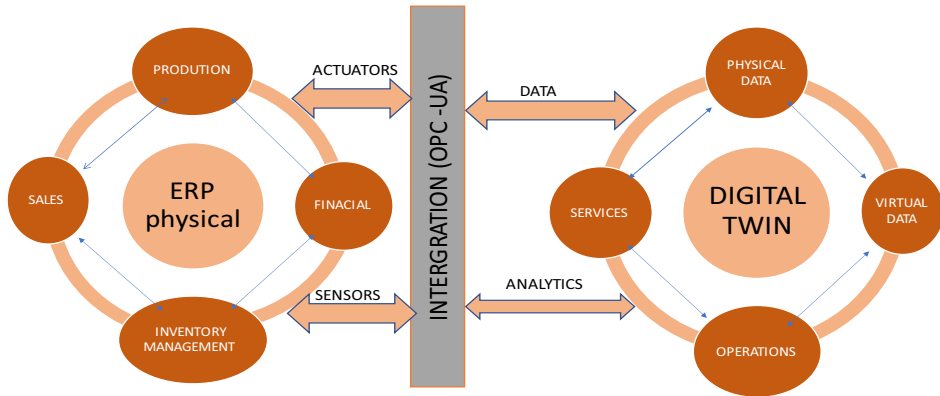 PRODUTION
SALES
ERP
physical
FINACIAL
INVENTORY
MANAGEMENT
ACTUATORS
SENSORS
INTERGRATION (OPC -UA)
DATA
ANALYTICS
PHYSICAL
DATA
SERVICES
DIGITAL
TWIN
VIRTUAL
DATA
OPERATIONS